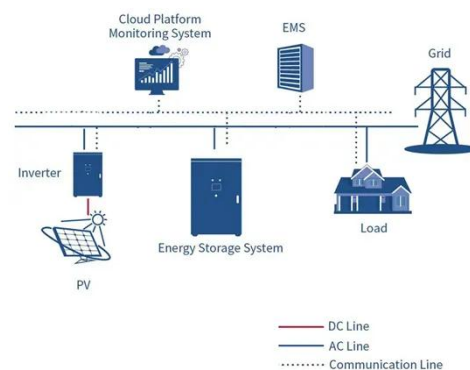 Cloud Platform
Monitoring System
EMS
Grid
Inverter
Energy Storage System
Load
PV
DC Line
AC Line
Communication Line